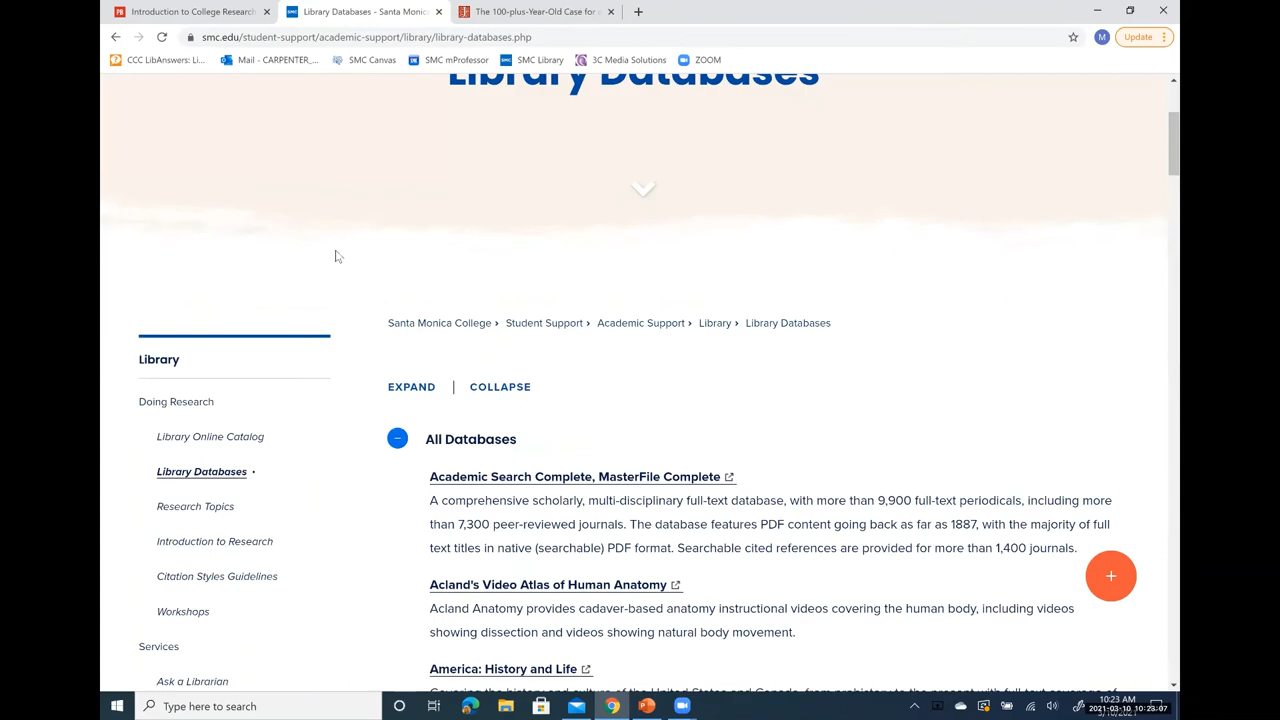 Introduction to College Research
Library Databases - Santa Monica
The 100-plus-Year-Old Case for
smc.edu/student-support/academic-support/library/library-databases.php
M
Update
CCC LibAnswers: Li...
Mail - CARPENTER_...
SMC Canvas
SMC mProfessor
SMC Library
3C Media Solutions
ZOOM
Library Databases
Santa Monica College › Student Support › Academic Support › Library › Library Databases
Library
EXPAND | COLLAPSE
Doing Research
Library Online Catalog
Library Databases
Research Topics
Introduction to Research
Citation Styles Guidelines
Workshops
Services
Ask a Librarian
All Databases
Academic Search Complete, MasterFile Complete
A comprehensive scholarly, multi-disciplinary full-text database, with more than 9,900 full-text periodicals, including more
than 7,300 peer-reviewed journals. The database features PDF content going back as far as 1887, with the majority of full
text titles in native (searchable) PDF format. Searchable cited references are provided for more than 1,400 journals.
Acland's Video Atlas of Human Anatomy
Acland Anatomy provides cadaver-based anatomy instructional videos covering the human body, including videos
showing dissection and videos showing natural body movement.
America: History and Life
Type here to search
10:23 AM
2021-03-10 10:23:07